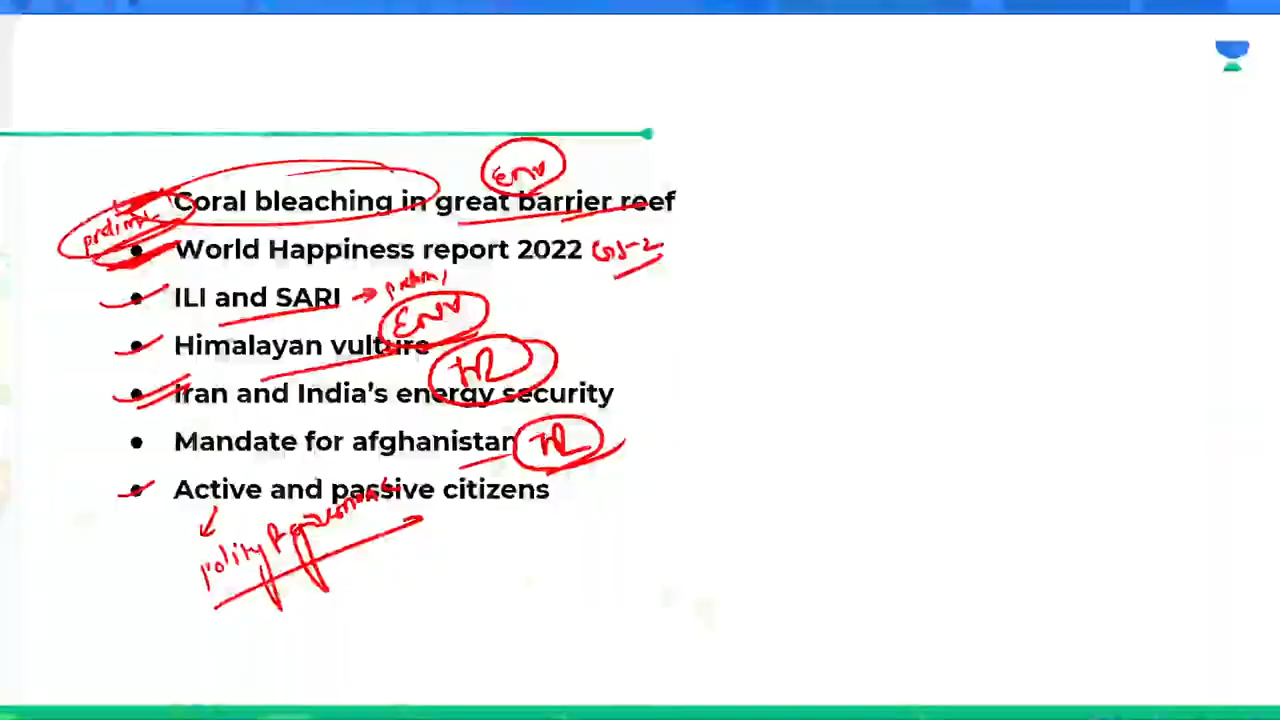 Env
Coral bleaching in great barrier reef
prelims
World Happiness report 2022 GS-2
ILI and SARI → prelims
Env
Himalayan vulture
IR
Iran and India's energy security
Mandate for afghanistan IR
Active and passive citizens
polity & governance